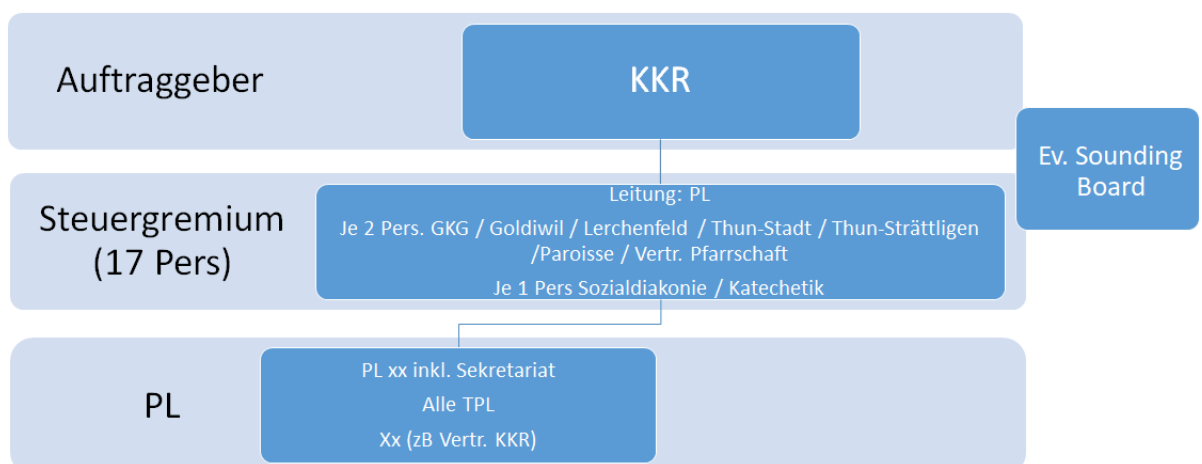 Auftraggeber
KKR
Ev. Sounding
Board
Steuergremium
(17 Pers)
Leitung: PL
Je 2 Pers. GKG / Goldiwil / Lerchenfeld / Thun-Stadt / Thun-Strättligen
/Paroisse / Vertr. Pfarrschaft
Je 1 Pers Sozialdiakonie / Katechetik
PL
PL xx inkl. Sekretariat
Alle TPL
Xx (zB Vertr. KKR)